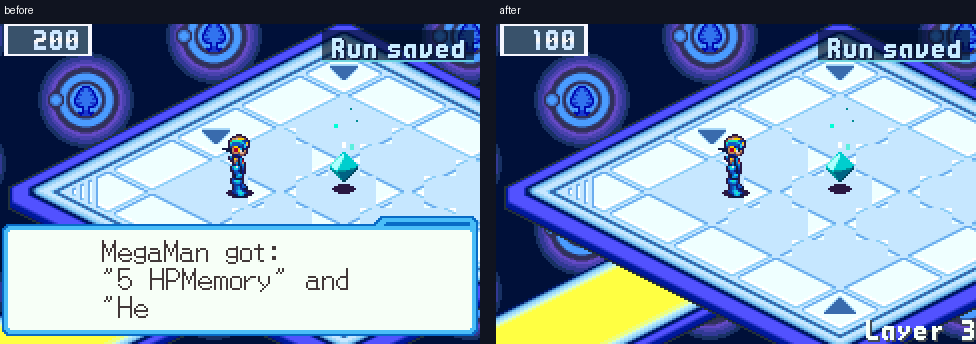 before
after
200
Run saved
100
Run saved
MegaMan got:
"5 HPMemory" and
"He
Layer 3